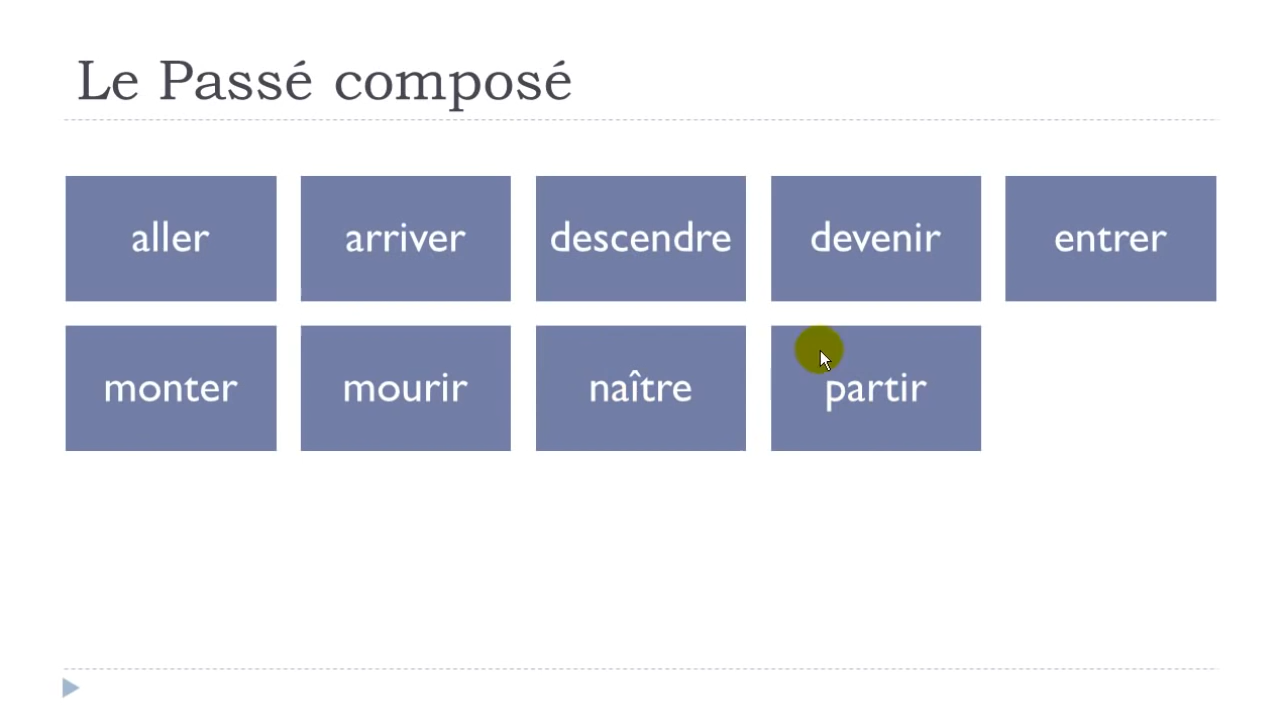 Le Passé composé
aller
arriver
descendre
devenir
entrer
monter
mourir
naître
partir